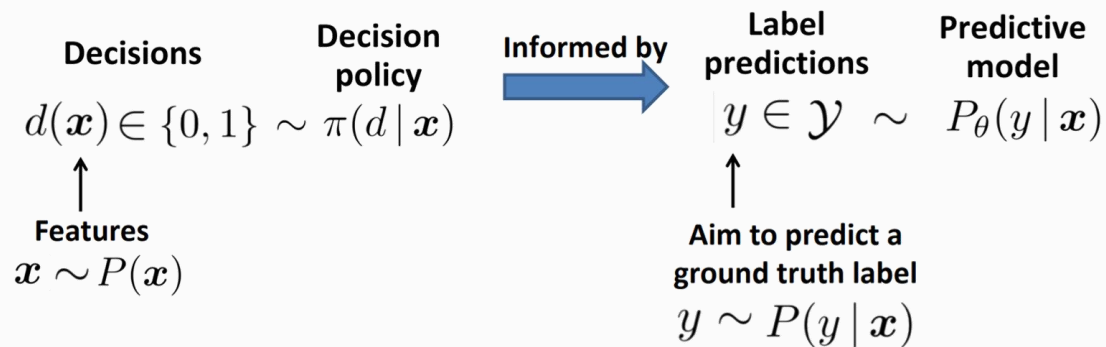 Decisions
Decision
policy
Informed by
Label
predictions
Predictive
model
d(x) ∈ {0, 1} ∼ π(d | x)
y ∈ 𝒴 ∼ P_θ(y | x)
Features
x ∼ P(x)
Aim to predict a
ground truth label
y ∼ P(y | x)